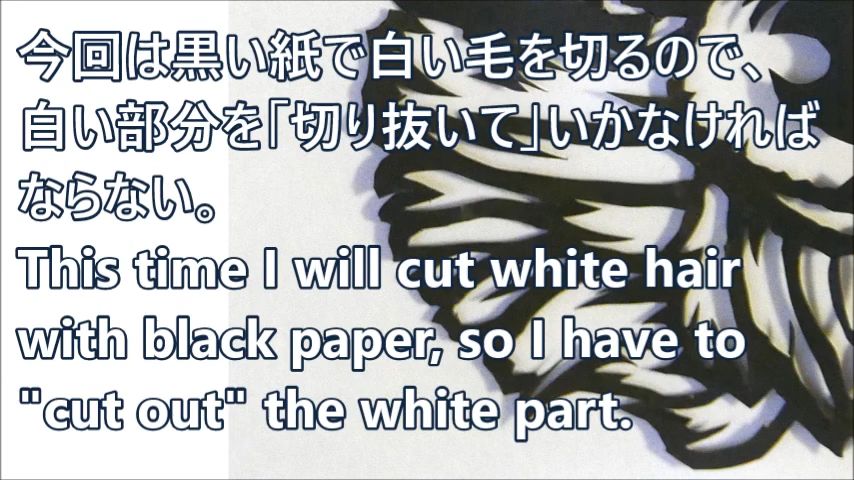 今回は黒い紙で白い毛を切るので、
白い部分を「切り抜いて」いかなければ
ならない。
This time I will cut white hair
with black paper, so I have to
"cut out" the white part.